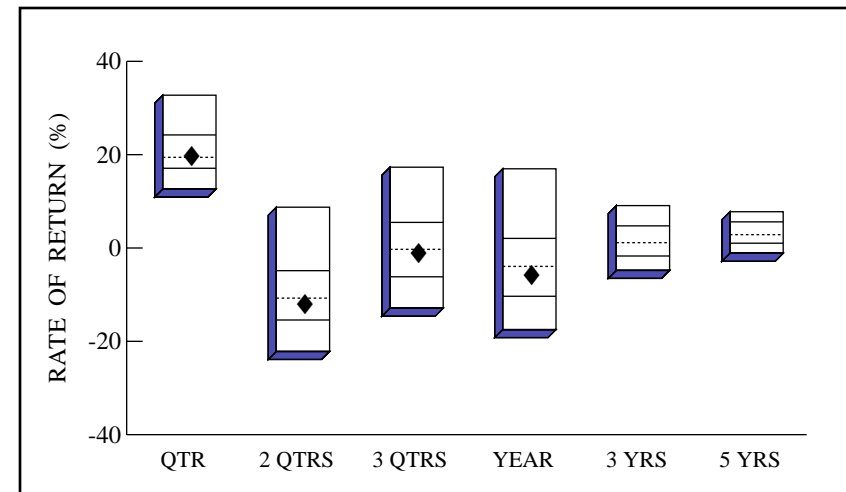 RATE OF RETURN (%)
40
20
0
-20
-40
QTR 2 QTRS 3 QTRS YEAR 3 YRS 5 YRS